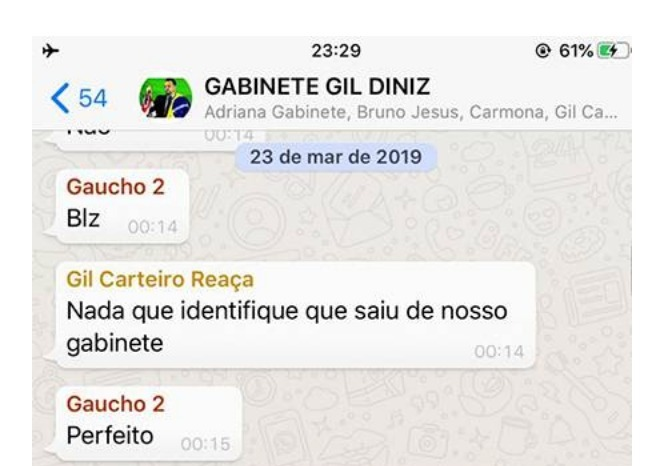 23:29
61%
54
GABINETE GIL DINIZ
Adriana Gabinete, Bruno Jesus, Carmona, Gil Ca...
00:14
23 de mar de 2019
Gaucho 2
Blz 00:14
Gil Carteiro Reaça
Nada que identifique que saiu de nosso
gabinete 00:14
Gaucho 2
Perfeito 00:15